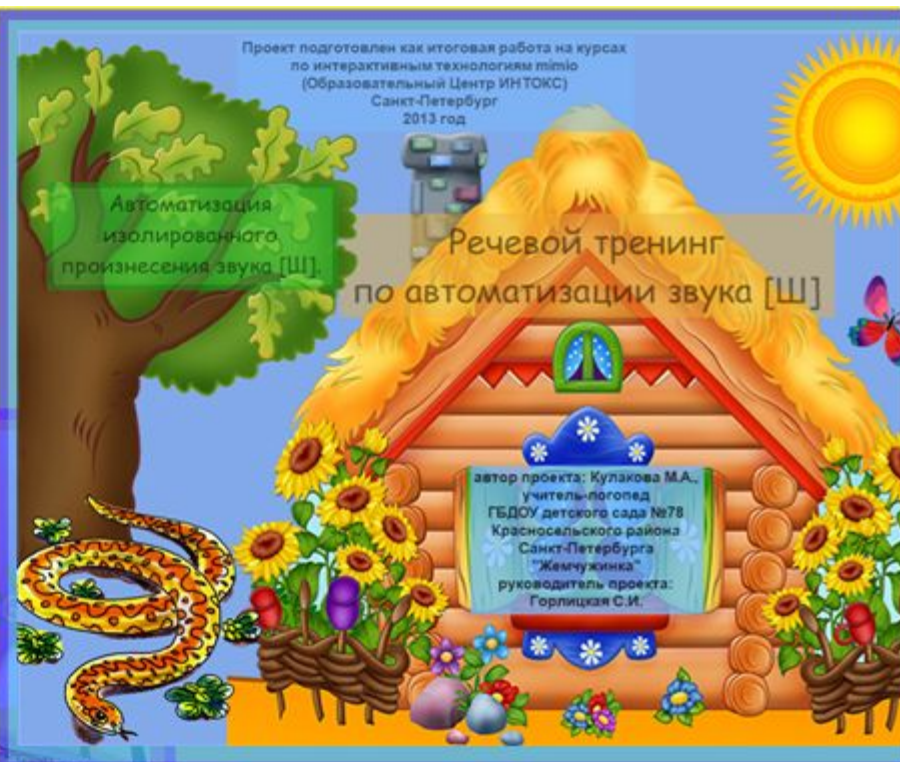 Проект подготовлен как итоговая работа на курсах
по интерактивным технологиям mimio
(Образовательный Центр ИНТОКС)
Санкт-Петербург
2013 год
Автоматизация
изолированного
произнесения звука [Ш].
Речевой тренинг
по автоматизации звука [Ш]
автор проекта: Кулакова М.А.,
учитель-логопед
ГБДОУ детского сада №78
Красносельского района
Санкт-Петербурга
"Жемчужинка"
руководитель проекта:
Горлицкая С.И.